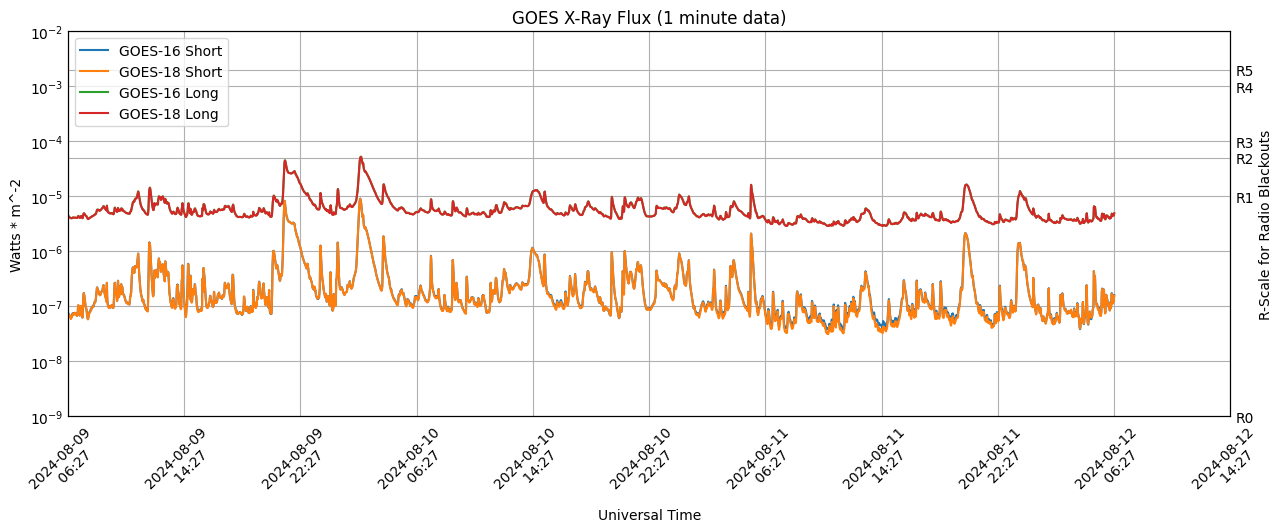 GOES X-Ray Flux (1 minute data)
GOES-16 Short
GOES-18 Short
GOES-16 Long
GOES-18 Long
Watts * m^-2
10⁻²
10⁻³
10⁻⁴
10⁻⁵
10⁻⁶
10⁻⁷
10⁻⁸
10⁻⁹
R5
R4
R3
R2
R1
R0
R-Scale for Radio Blackouts
2024-08-09
06:27
2024-08-09
14:27
2024-08-09
22:27
2024-08-10
06:27
2024-08-10
14:27
2024-08-10
22:27
2024-08-11
06:27
2024-08-11
14:27
2024-08-11
22:27
2024-08-12
06:27
2024-08-12
14:27
Universal Time